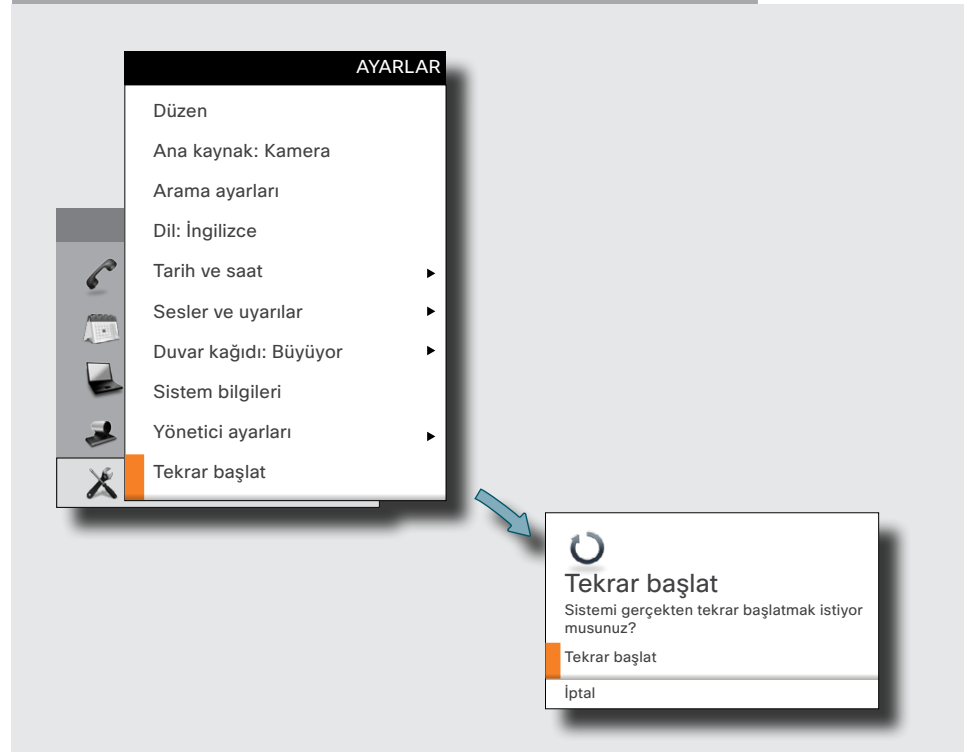 AYARLAR
Düzen
Ana kaynak: Kamera
Arama ayarları
Dil: İngilizce
Tarih ve saat
Sesler ve uyarılar
Duvar kağıdı: Büyüyor
Sistem bilgileri
Yönetici ayarları
Tekrar başlat
Tekrar başlat
Sistemi gerçekten tekrar başlatmak istiyor
musunuz?
Tekrar başlat
İptal